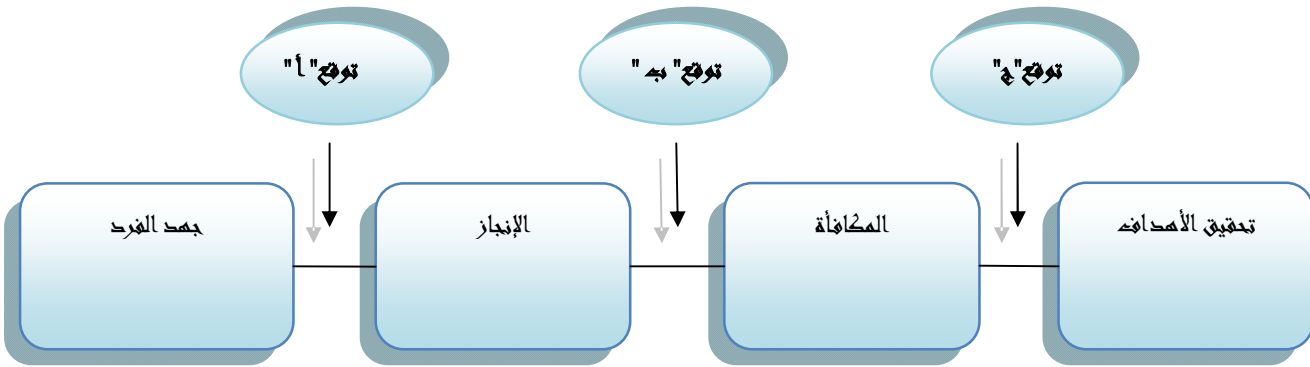 توقع" أ "
توقع" ب "
توقع"ج"
جهد الفرد
الإنجاز
المكافأة
تحقيق الأهداف